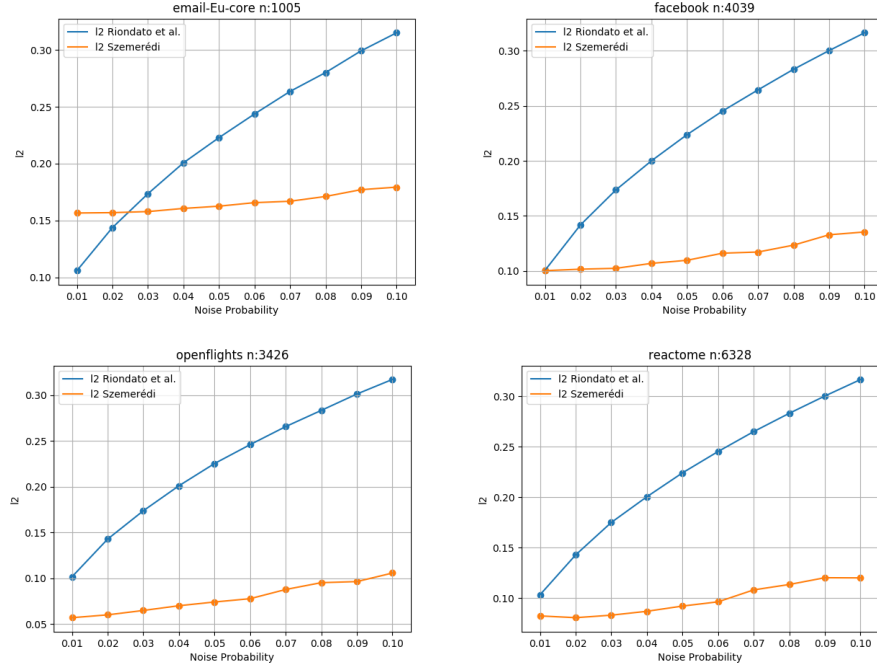 email-Eu-core n:1005
l2 Riondato et al.
l2 Szemerédi
0.30
0.25
0.20
0.15
0.10
l2
0.01 0.02 0.03 0.04 0.05 0.06 0.07 0.08 0.09 0.10
Noise Probability
facebook n:4039
l2 Riondato et al.
l2 Szemerédi
0.30
0.25
0.20
0.15
0.10
l2
0.01 0.02 0.03 0.04 0.05 0.06 0.07 0.08 0.09 0.10
Noise Probability
openflights n:3426
l2 Riondato et al.
l2 Szemerédi
0.30
0.25
0.20
0.15
0.10
0.05
l2
0.01 0.02 0.03 0.04 0.05 0.06 0.07 0.08 0.09 0.10
Noise Probability
reactome n:6328
l2 Riondato et al.
l2 Szemerédi
0.30
0.25
0.20
0.15
0.10
l2
0.01 0.02 0.03 0.04 0.05 0.06 0.07 0.08 0.09 0.10
Noise Probability